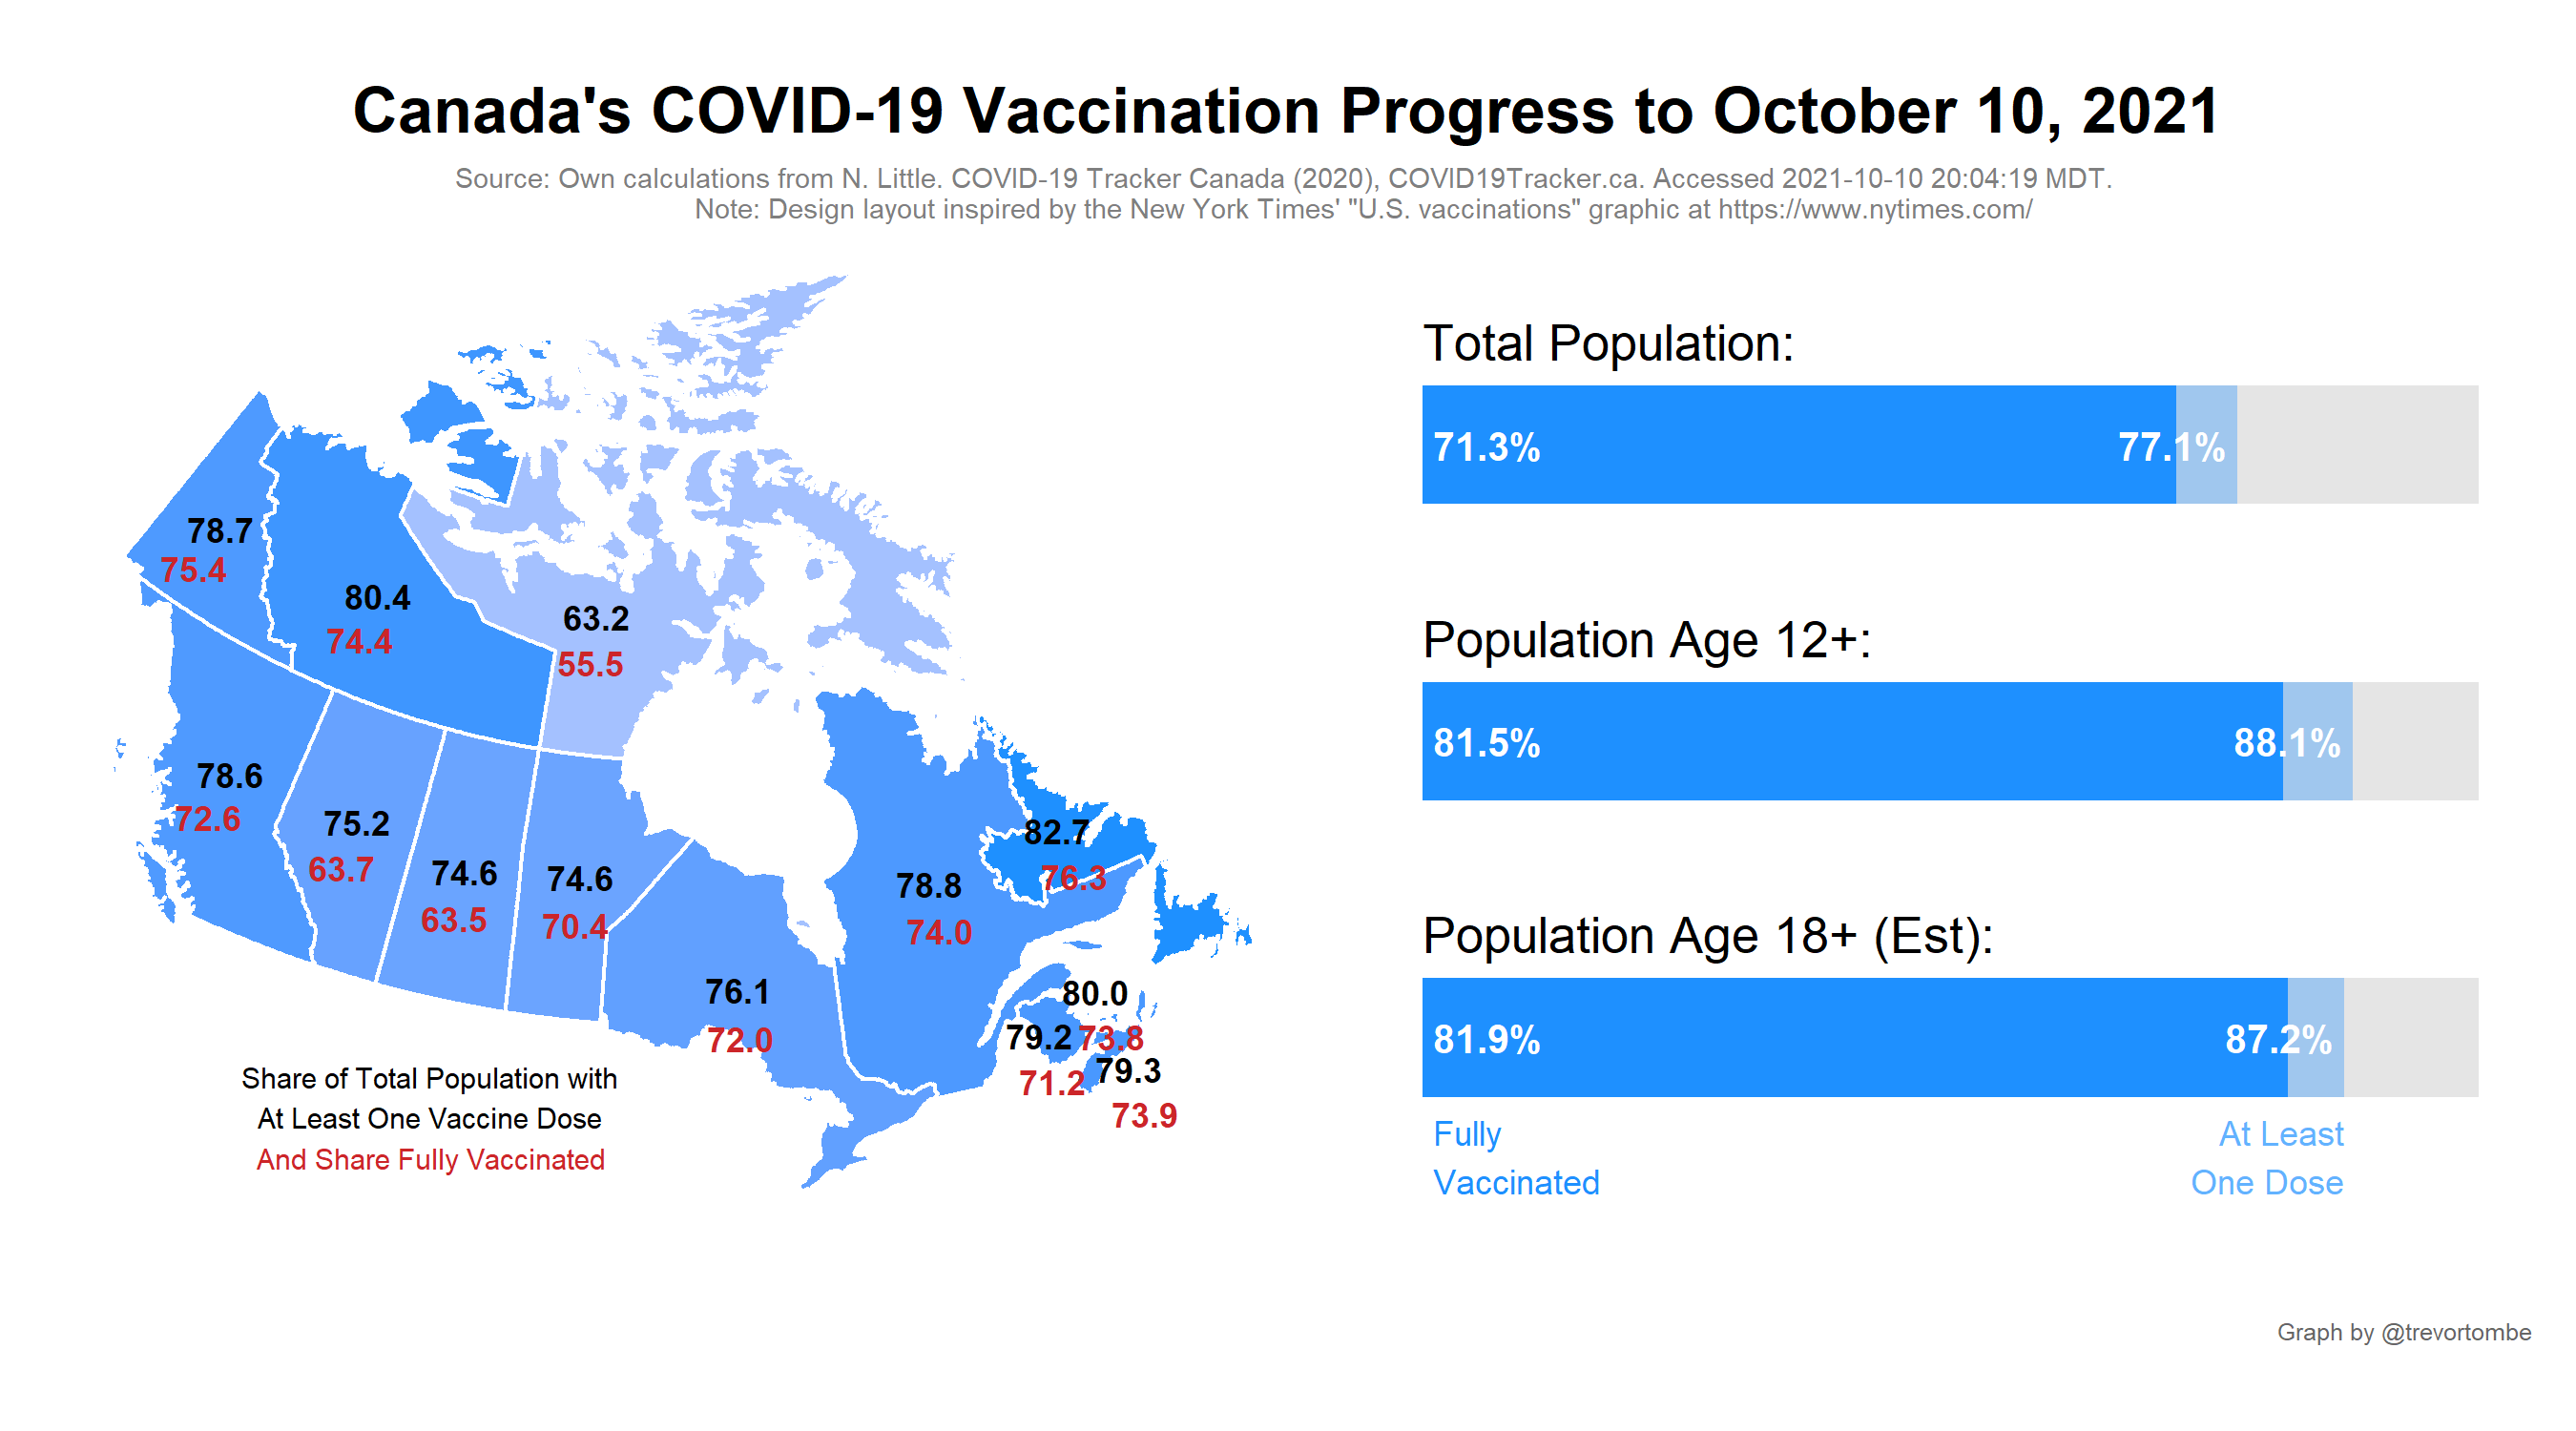 Canada's COVID-19 Vaccination Progress to October 10, 2021
Source: Own calculations from N. Little. COVID-19 Tracker Canada (2020), COVID19Tracker.ca. Accessed 2021-10-10 20:04:19 MDT.
Note: Design layout inspired by the New York Times' "U.S. vaccinations" graphic at https://www.nytimes.com/
78.7
75.4
80.4
74.4
63.2
55.5
78.6
72.6
75.2
63.7
74.6
63.5
74.6
70.4
76.1
72.0
78.8
74.0
82.7
76.3
80.0
73.8
79.2
71.2
79.3
73.9
Share of Total Population with
At Least One Vaccine Dose
And Share Fully Vaccinated
Total Population:
71.3% 77.1%
Population Age 12+:
81.5% 88.1%
Population Age 18+ (Est):
81.9% 87.2%
Fully
Vaccinated
At Least
One Dose
Graph by @trevortombe